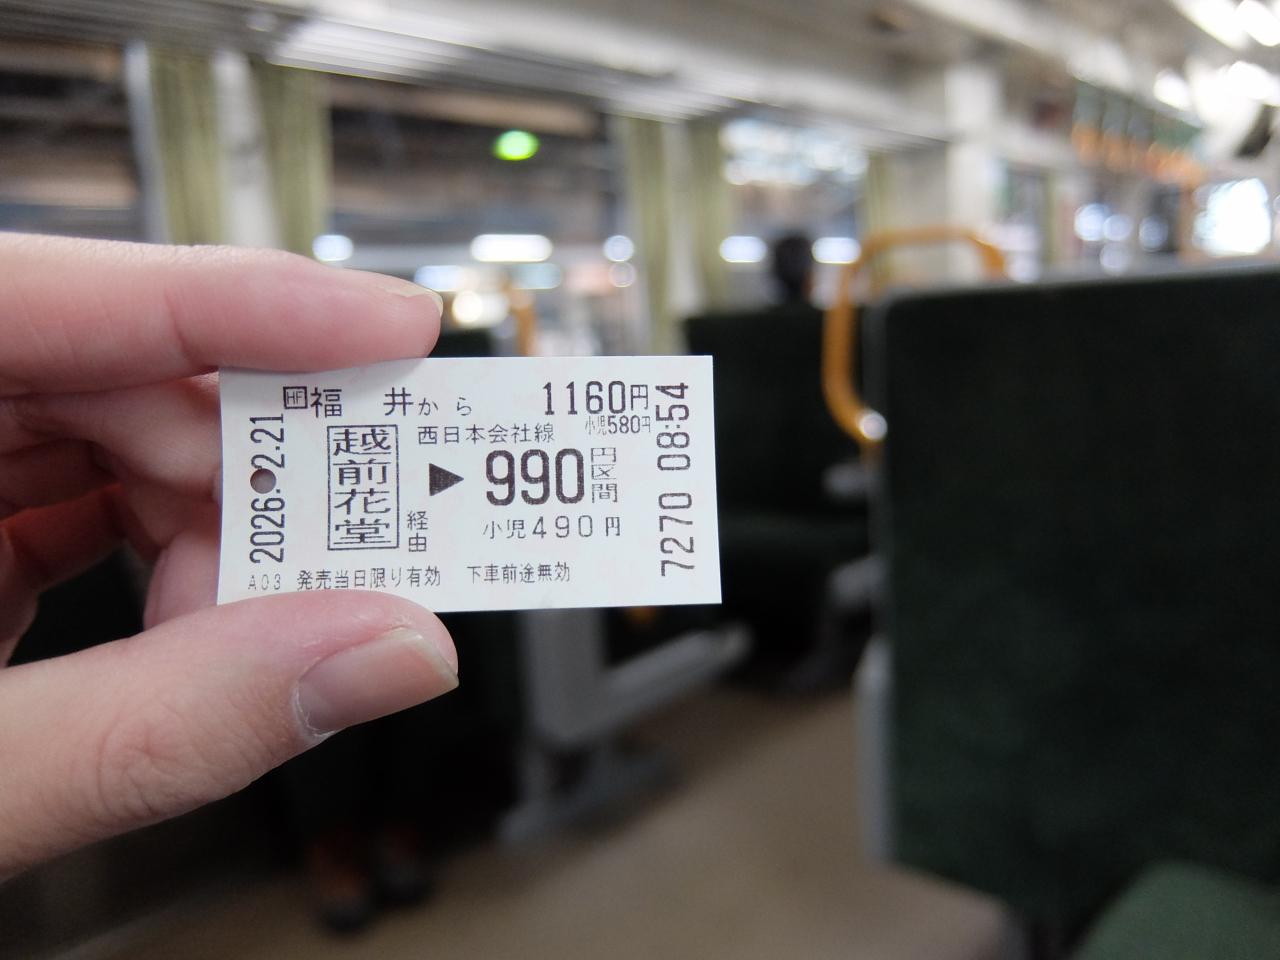 HF福 井から 1160円
小児580円
西日本会社線
越前花堂
経由
▶990円区間
小児490円
A03 発売当日限り有効 下車前途無効
2026.-2.21
7270 08:54